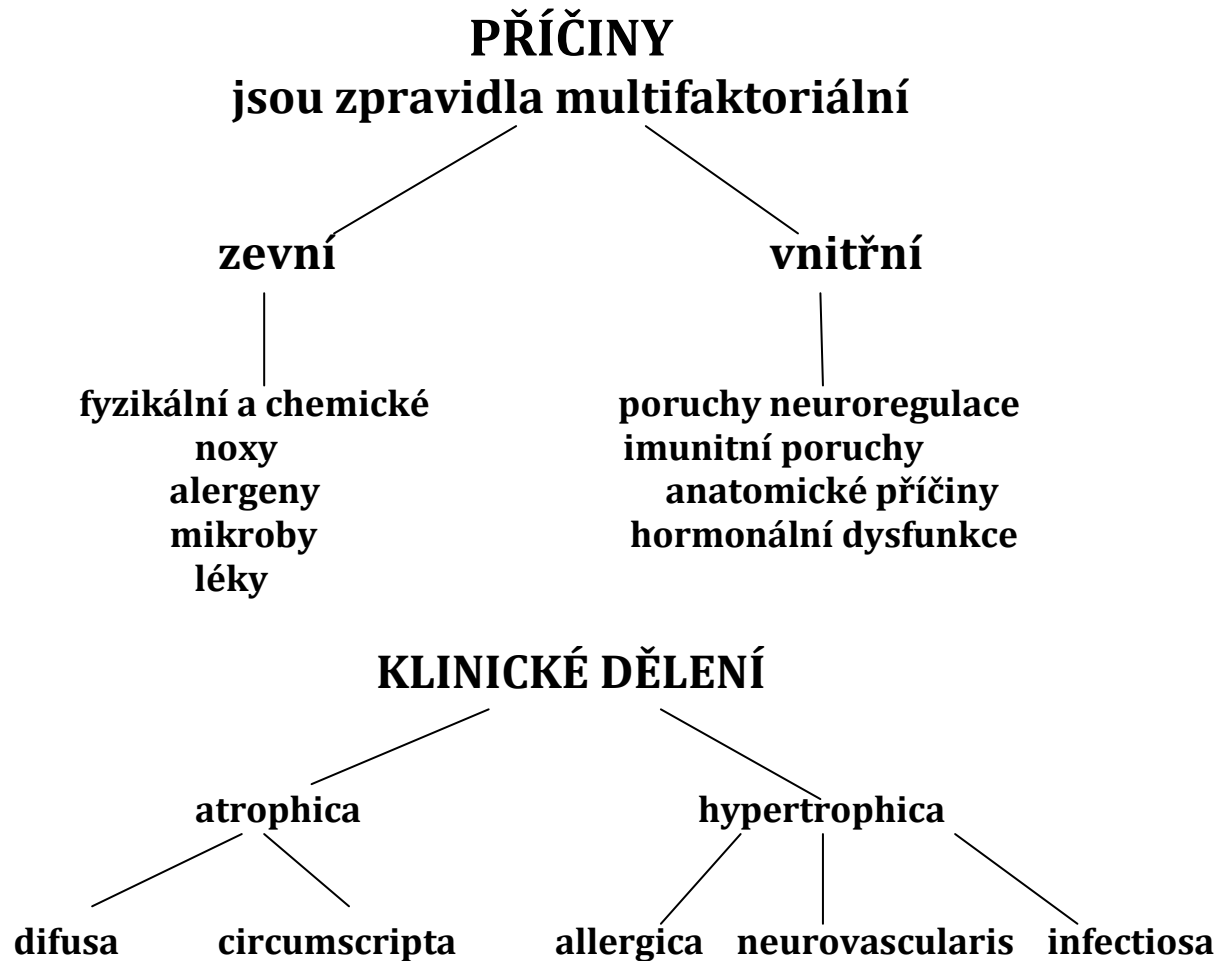 PŘÍČINY
jsou zpravidla multifaktoriální
zevní
vnitřní
fyzikální a chemické
noxy
alergeny
mikroby
léky
poruchy neuroregulace
imunitní poruchy
anatomické příčiny
hormonální dysfunkce
KLINICKÉ DĚLENÍ
atrophica
hypertrophica
difusa
circumscripta
allergica
neurovascularis
infectiosa